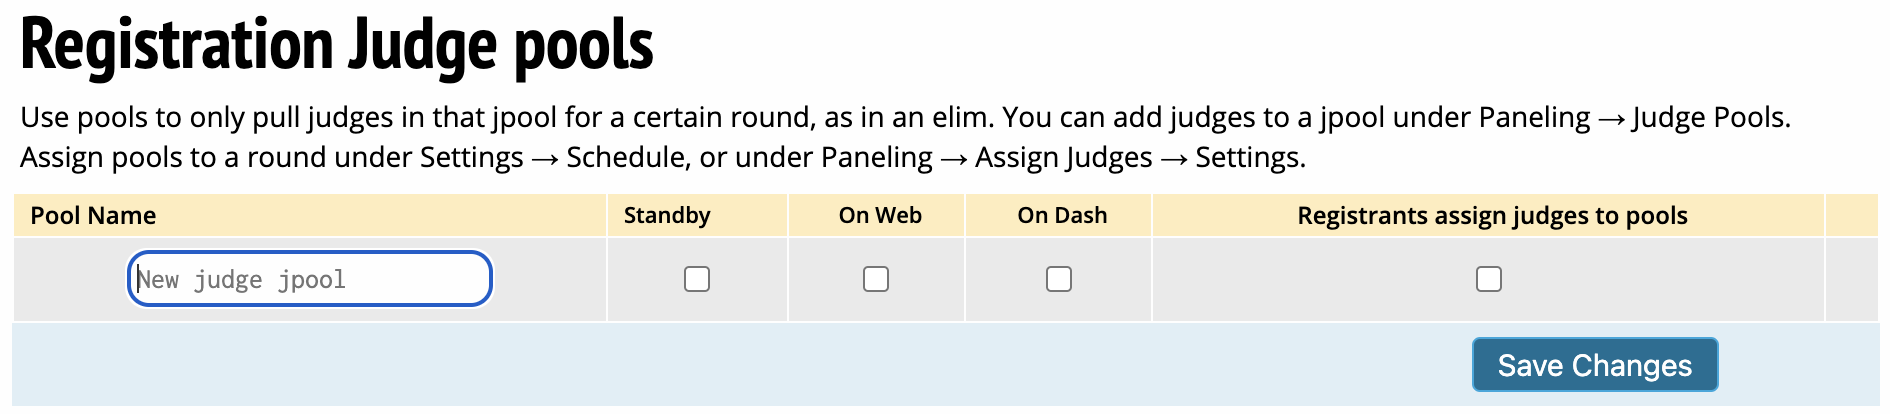 Registration Judge pools
Use pools to only pull judges in that jpool for a certain round, as in an elim. You can add judges to a jpool under Paneling → Judge Pools.
Assign pools to a round under Settings → Schedule, or under Paneling → Assign Judges → Settings.
Pool Name Standby On Web On Dash Registrants assign judges to pools
New judge jpool
Save Changes